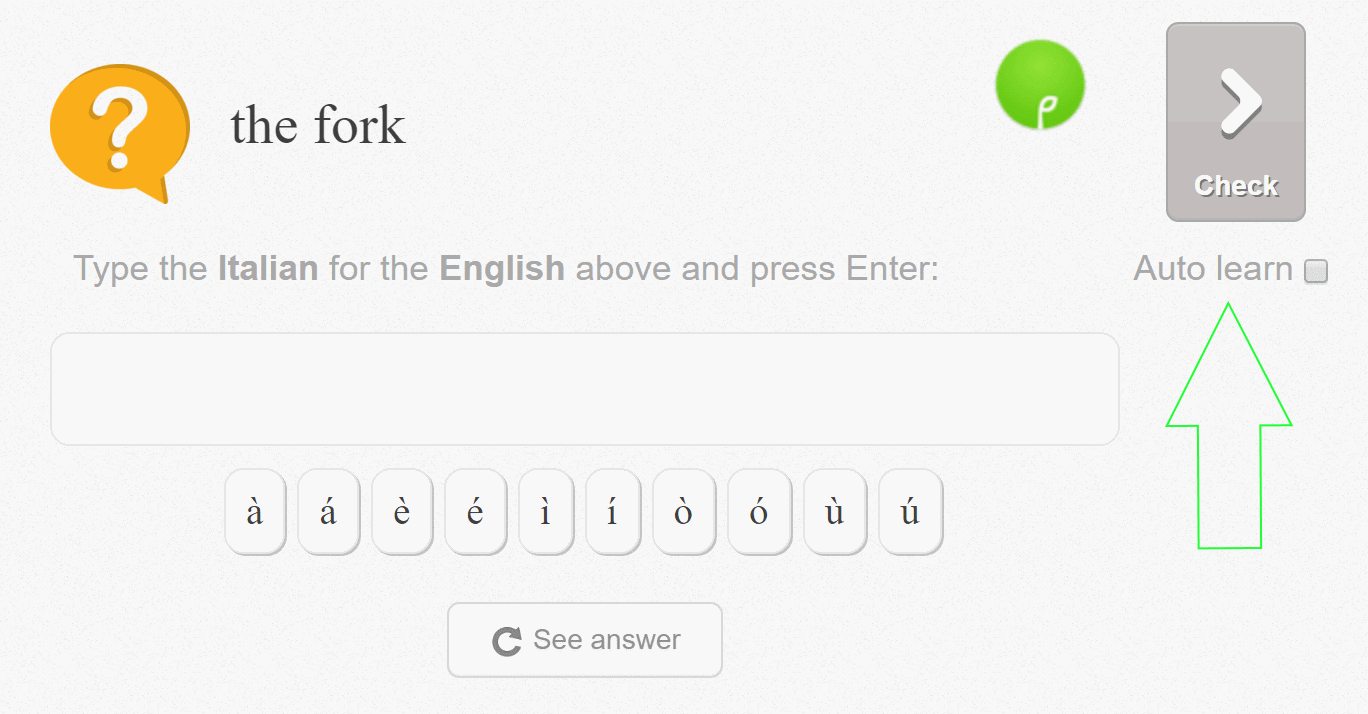 ?
the fork
Check
Type the Italian for the English above and press Enter:
Auto learn
à á è é ì í ò ó ù ú
See answer